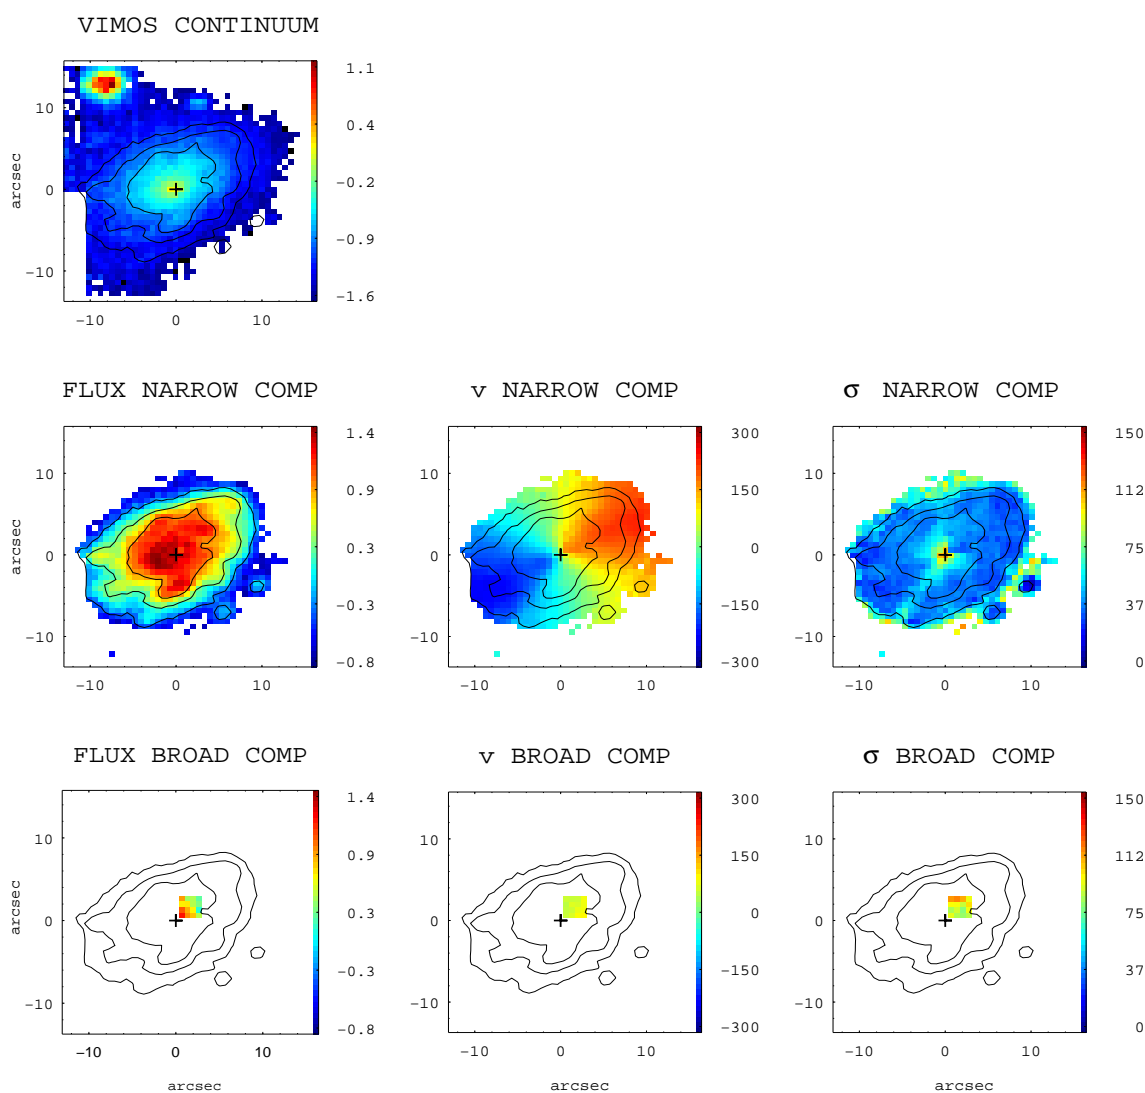 VIMOS CONTINUUM
1.1
0.4
-0.2
-0.9
-1.6
10
0
-10
arcsec
-10 0 10
FLUX NARROW COMP
1.4
0.9
0.3
-0.3
-0.8
10
0
-10
arcsec
-10 0 10
v NARROW COMP
300
150
0
-150
-300
10
0
-10
-10 0 10
σ NARROW COMP
150
112
75
37
0
10
0
-10
-10 0 10
FLUX BROAD COMP
1.4
0.9
0.3
-0.3
-0.8
10
0
-10
arcsec
-10 0 10
arcsec
v BROAD COMP
300
150
0
-150
-300
10
0
-10
-10 0 10
arcsec
σ BROAD COMP
150
112
75
37
0
10
0
-10
-10 0 10
arcsec